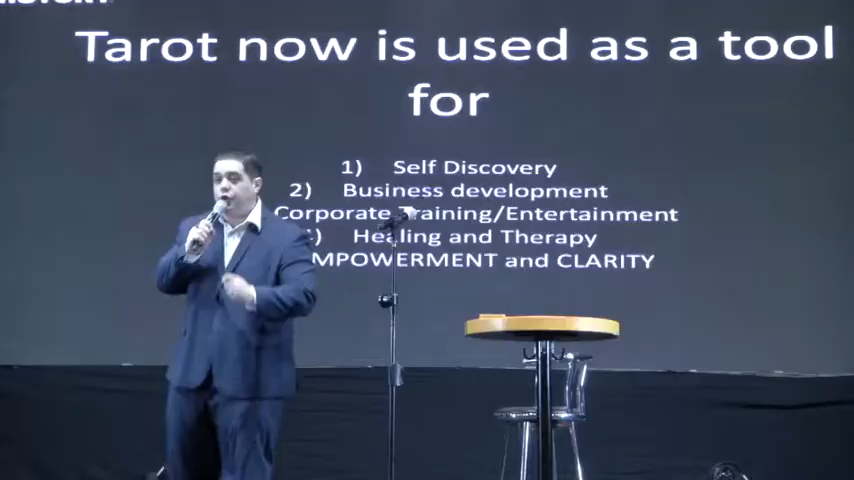 HISTORY
Tarot now is used as a tool
for
1) Self Discovery
2) Business development
Corporate Training/Entertainment
) Healing and Therapy
MPOWERMENT and CLARITY